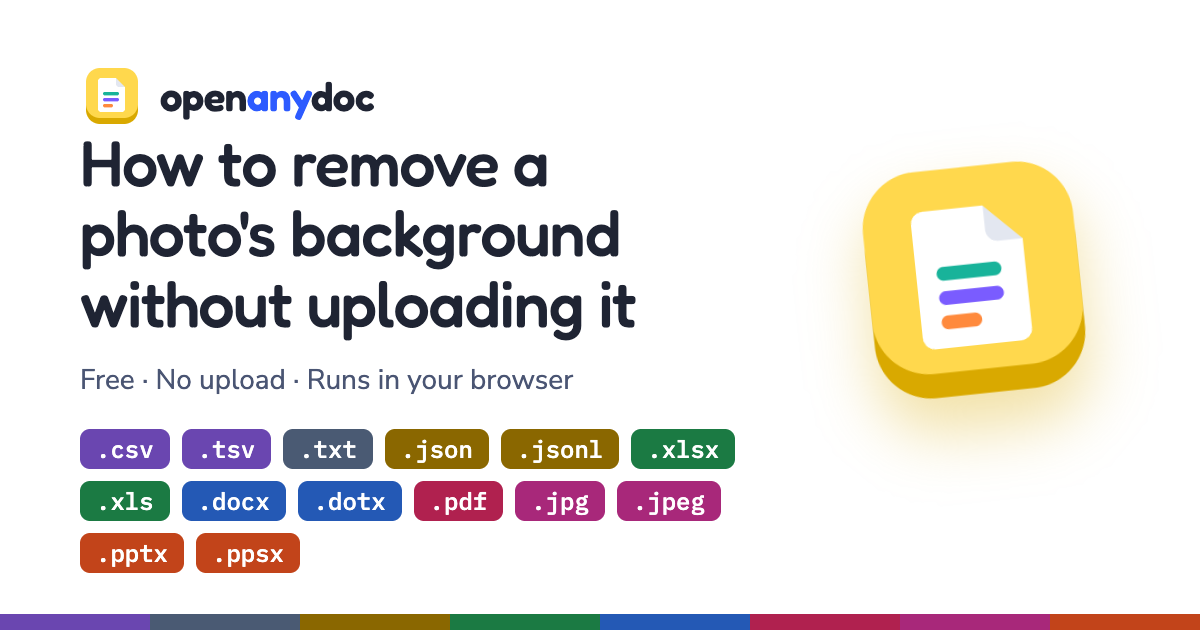 openanydoc
How to remove a
photo's background
without uploading it
Free · No upload · Runs in your browser
.csv .tsv .txt .json .jsonl .xlsx
.xls .docx .dotx .pdf .jpg .jpeg
.pptx .ppsx